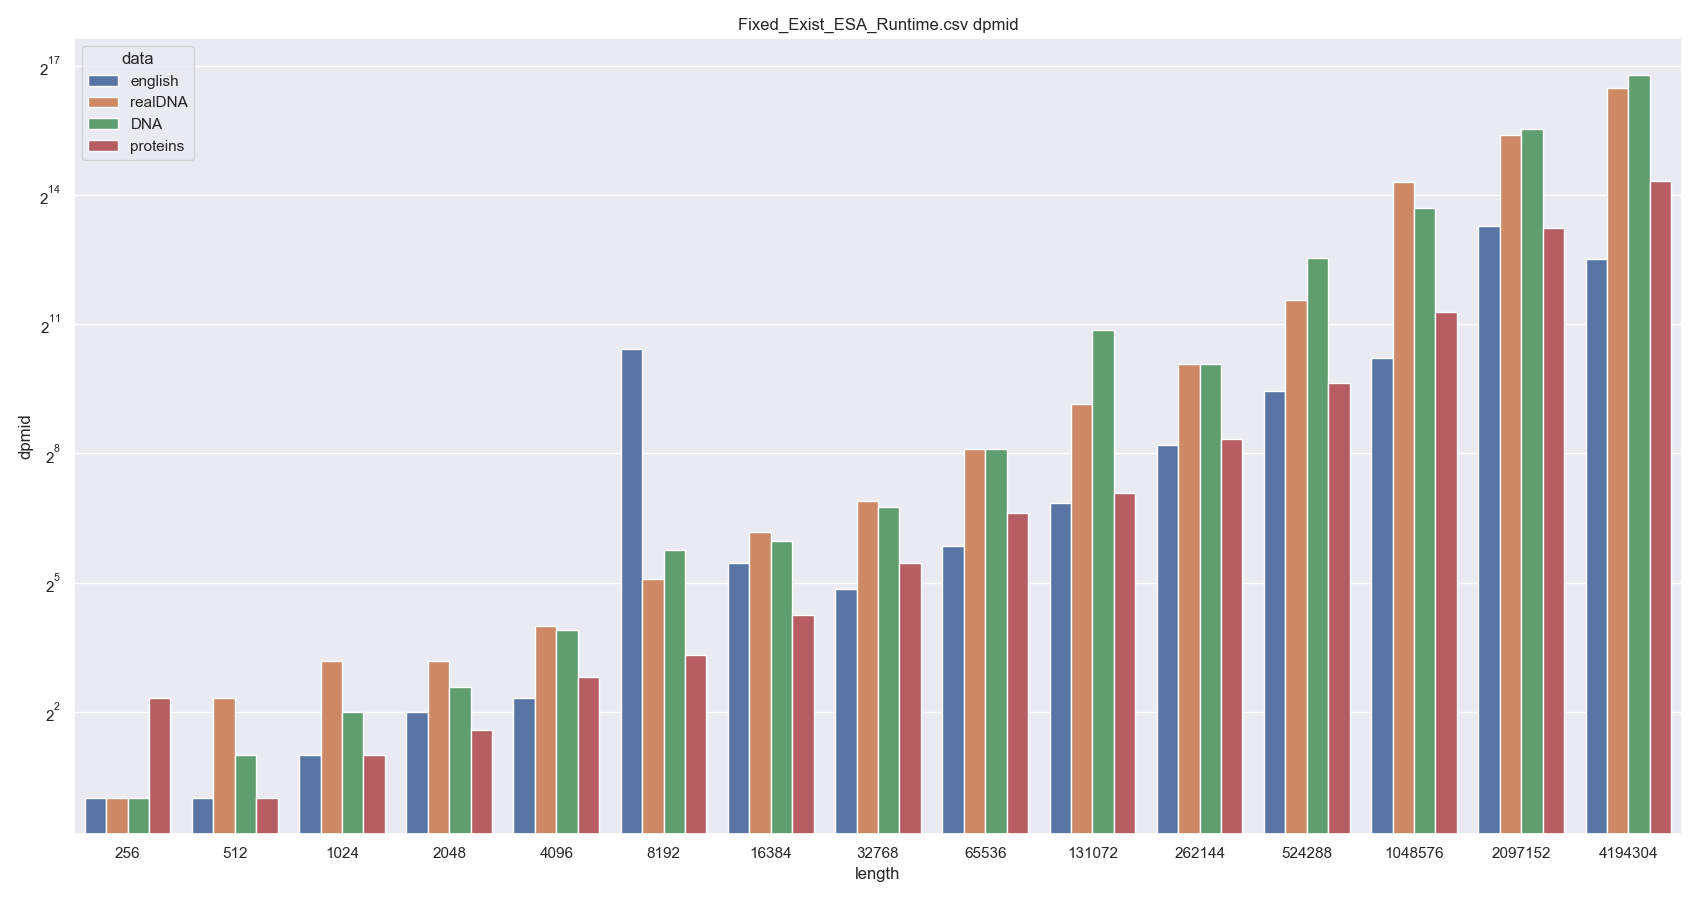 Fixed_Exist_ESA_Runtime.csv dpmid
data
english
realDNA
DNA
proteins
2^17
2^14
2^11
2^8
2^5
2^2
dpmid
256 512 1024 2048 4096 8192 16384 32768 65536 131072 262144 524288 1048576 2097152 4194304
length